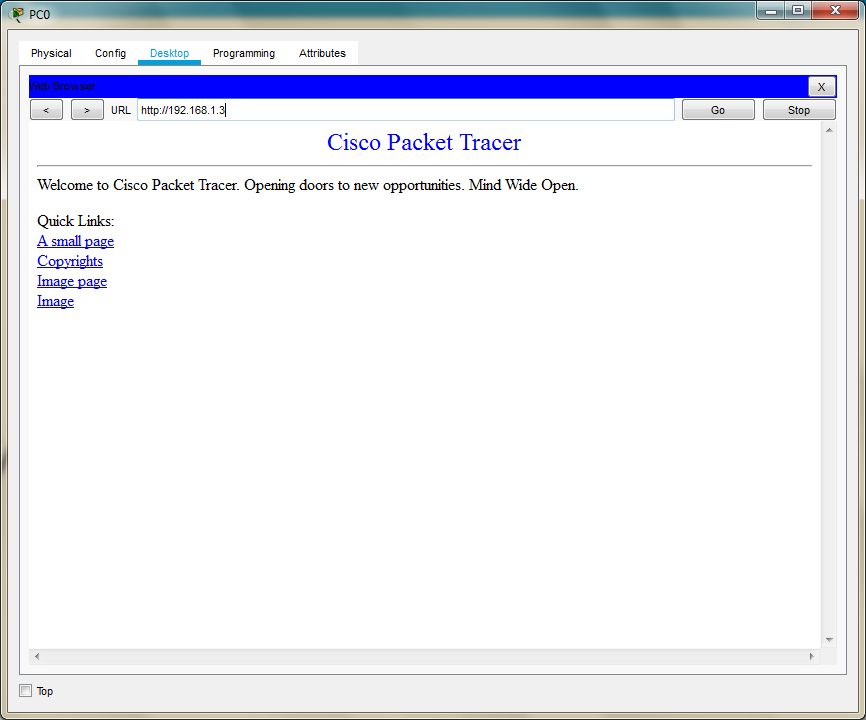 PC0
X
Physical Config Desktop Programming Attributes
Web Browser
X
< > URL http://192.168.1.3 Go Stop
Cisco Packet Tracer
Welcome to Cisco Packet Tracer. Opening doors to new opportunities. Mind Wide Open.
Quick Links:
A small page
Copyrights
Image page
Image
Top